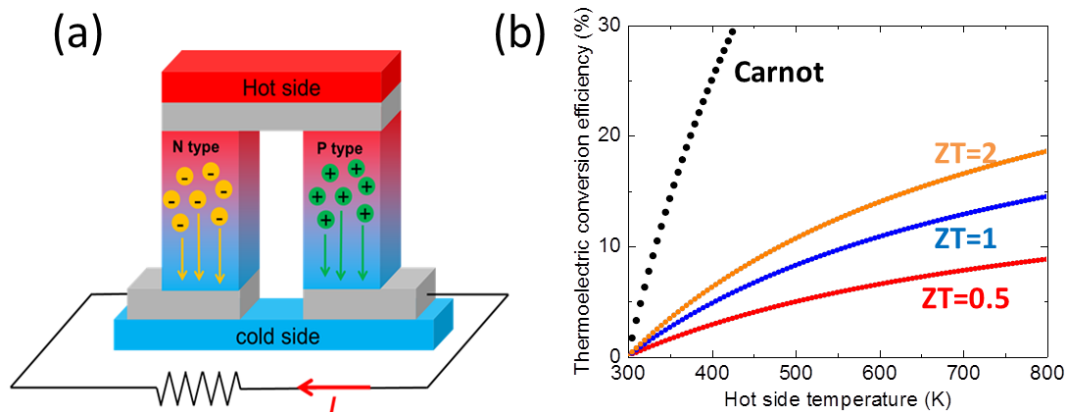 (a)
Hot side
N type
P type
- - - - - - -
+ + + + + + +
cold side
I
(b)
Thermoelectric conversion efficiency (%)
30
20
10
0
Carnot
ZT=2
ZT=1
ZT=0.5
300 400 500 600 700 800
Hot side temperature (K)